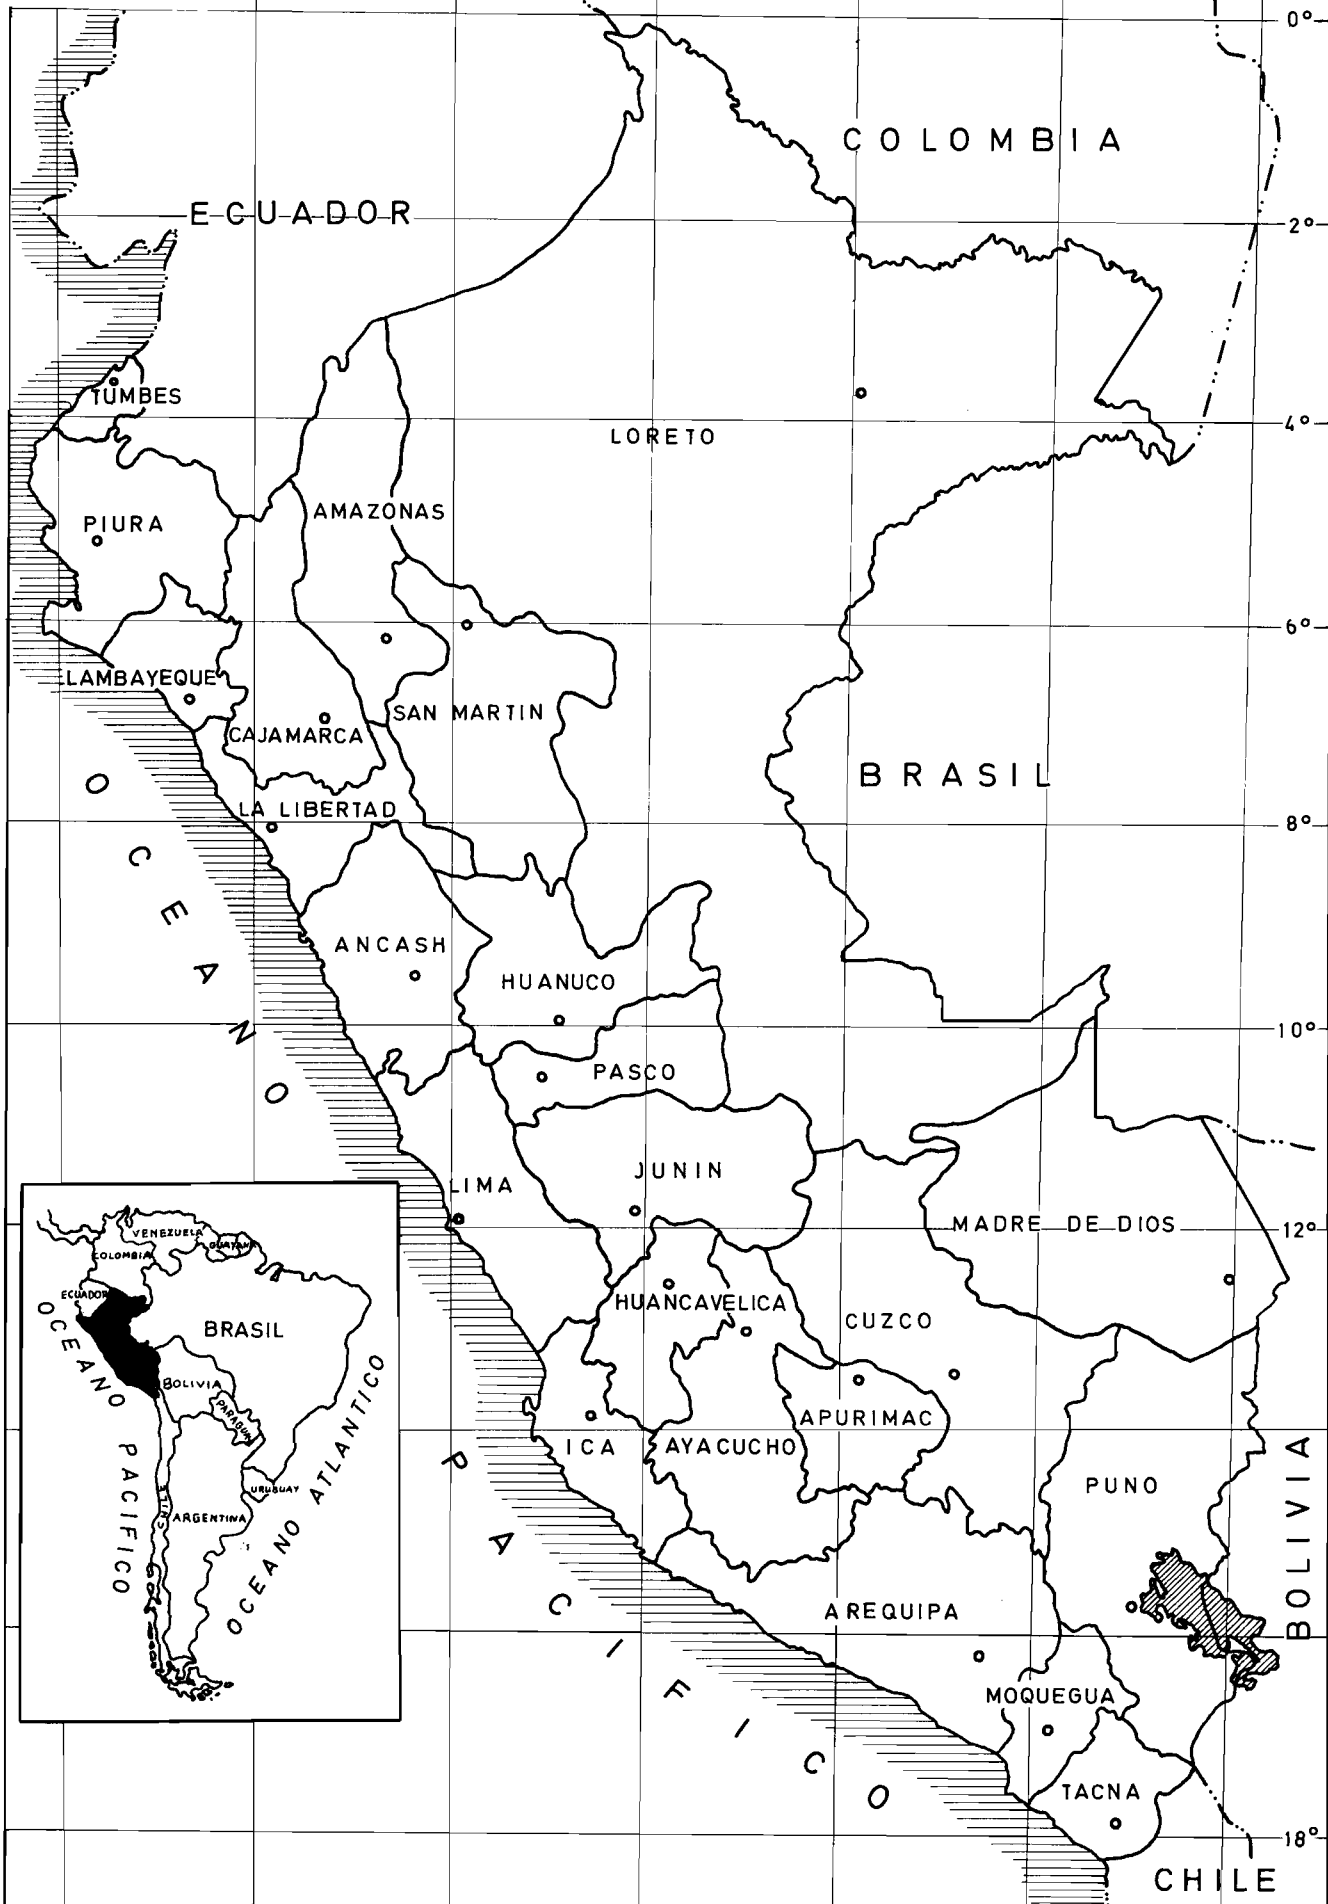 0°
COLOMBIA
ECUADOR
2°
TUMBES
4°
LORETO
AMAZONAS
PIURA
6°
LAMBAYEQUE
SAN MARTIN
CAJAMARCA
BRASIL
LA LIBERTAD
8°
ANCASH
HUANUCO
10°
PASCO
JUNIN
LIMA
MADRE DE DIOS
12°
HUANCAVELICA
CUZCO
APURIMAC
ICA
AYACUCHO
PUNO
BOLIVIA
AREQUIPA
MOQUEGUA
TACNA
18°
CHILE
OCEANO PACIFICO
VENEZUELA
GUAYANA
COLOMBIA
ECUADOR
BRASIL
BOLIVIA
PARAGUAY
URUGUAY
CHILE
ARGENTINA
OCEANO PACIFICO
OCEANO ATLANTICO